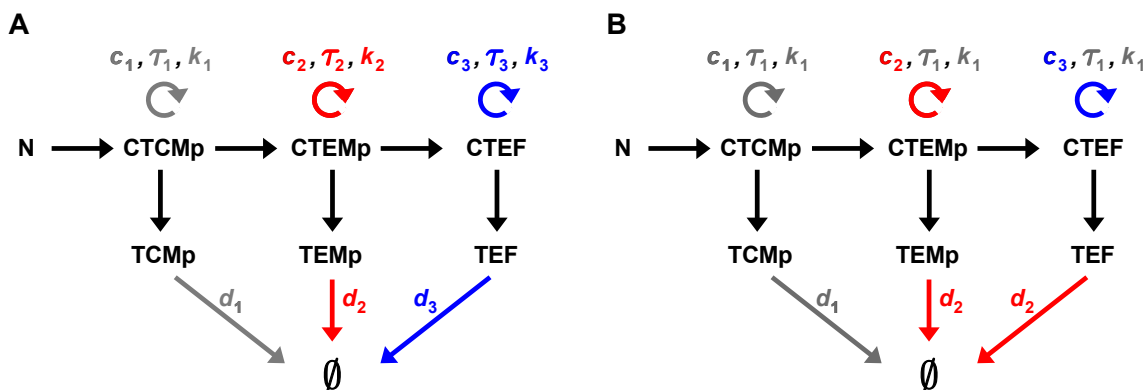 A
c₁, τ₁, k₁
c₂, τ₂, k₂
c₃, τ₃, k₃
N
CTCMp
CTEMp
CTEF
TCMp
TEMp
TEF
d₁
d₂
d₃
∅
B
c₁, τ₁, k₁
c₂, τ₁, k₁
c₃, τ₁, k₁
N
CTCMp
CTEMp
CTEF
TCMp
TEMp
TEF
d₁
d₂
d₂
∅